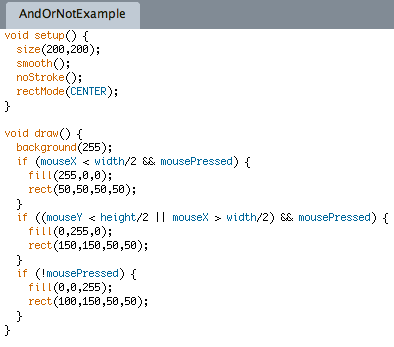 AndOrNotExample
void setup() {
  size(200,200);
  smooth();
  noStroke();
  rectMode(CENTER);
}

void draw() {
  background(255);
  if (mouseX < width/2 && mousePressed) {
    fill(255,0,0);
    rect(50,50,50,50);
  }
  if ((mouseY < height/2 || mouseX > width/2) && mousePressed) {
    fill(0,255,0);
    rect(150,150,50,50);
  }
  if (!mousePressed) {
    fill(0,0,255);
    rect(100,150,50,50);
  }
}